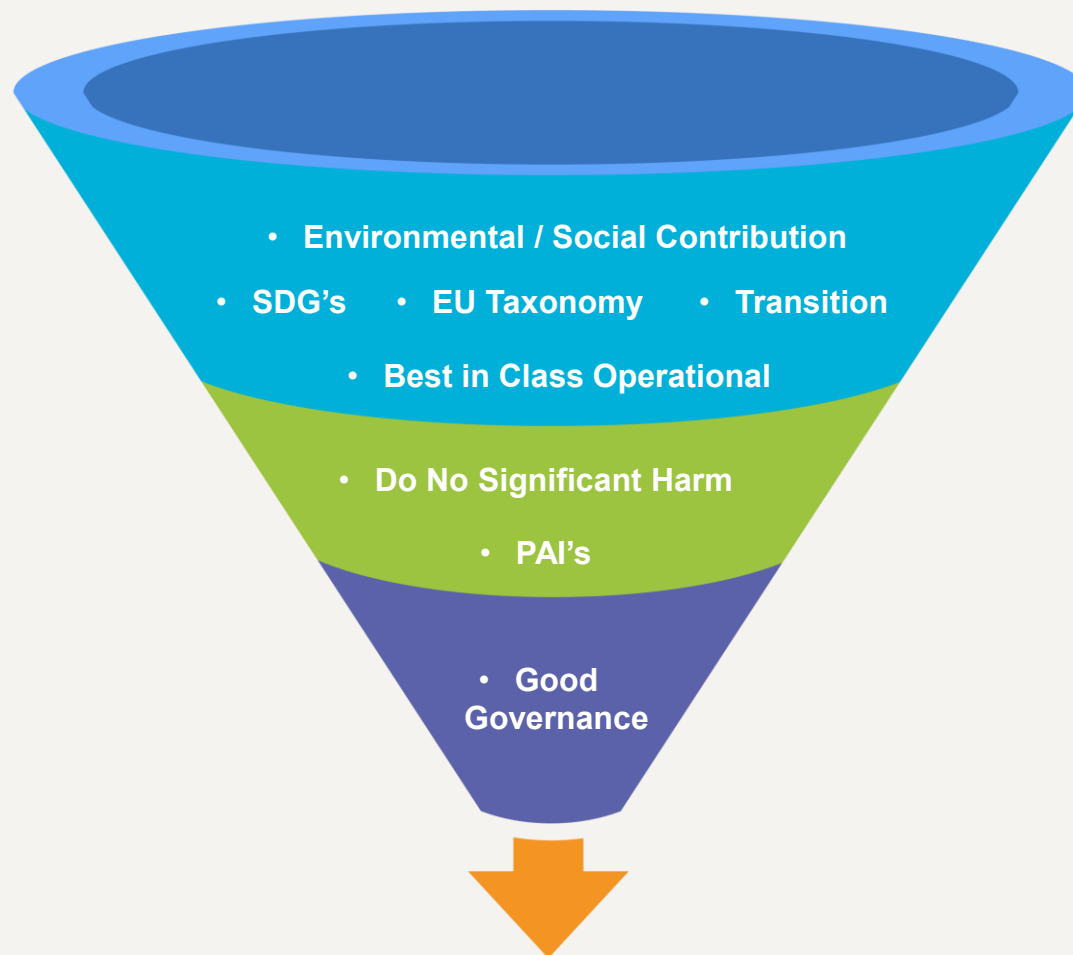 • Environmental / Social Contribution
• SDG’s • EU Taxonomy • Transition
• Best in Class Operational
• Do No Significant Harm
• PAI’s
• Good
Governance